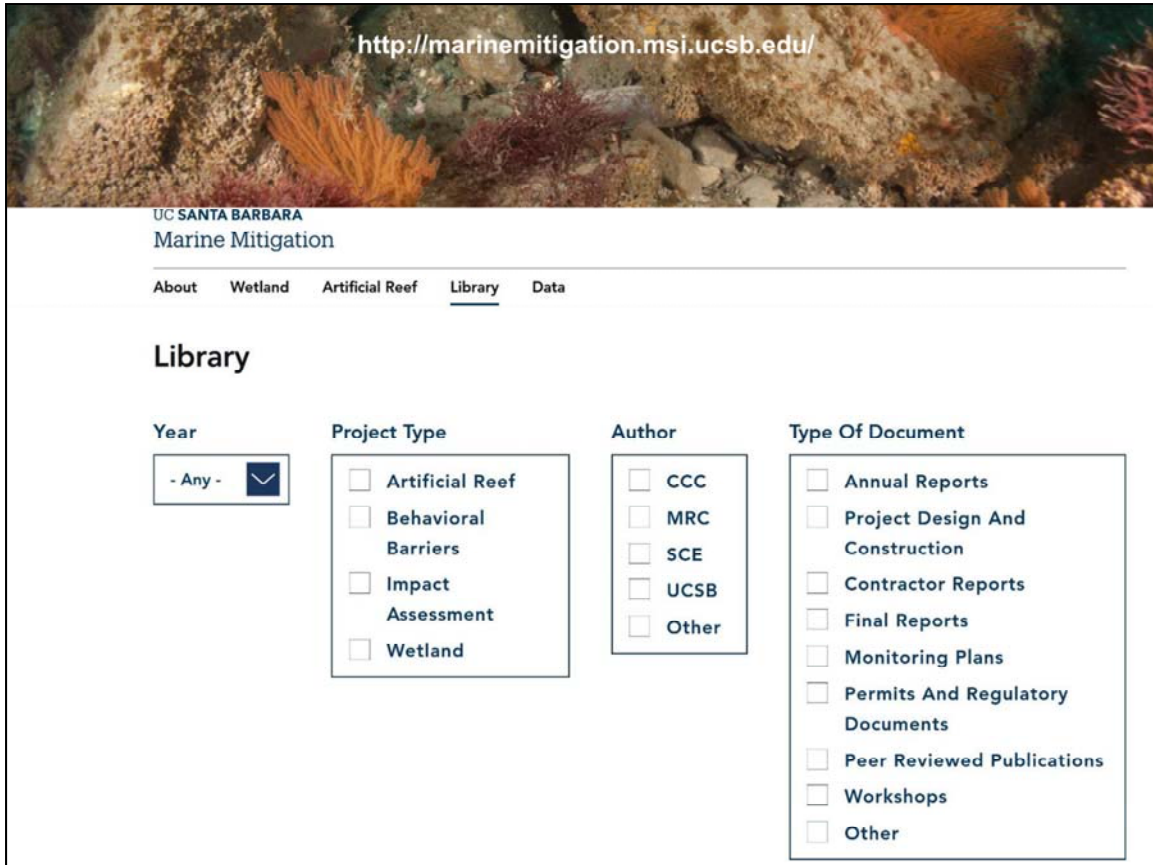 http://marinemitigation.msi.ucsb.edu/
UC SANTA BARBARA
Marine Mitigation
About Wetland Artificial Reef Library Data
Library
Year
- Any -
Project Type
Artificial Reef
Behavioral
Barriers
Impact
Assessment
Wetland
Author
CCC
MRC
SCE
UCSB
Other
Type Of Document
Annual Reports
Project Design And
Construction
Contractor Reports
Final Reports
Monitoring Plans
Permits And Regulatory
Documents
Peer Reviewed Publications
Workshops
Other